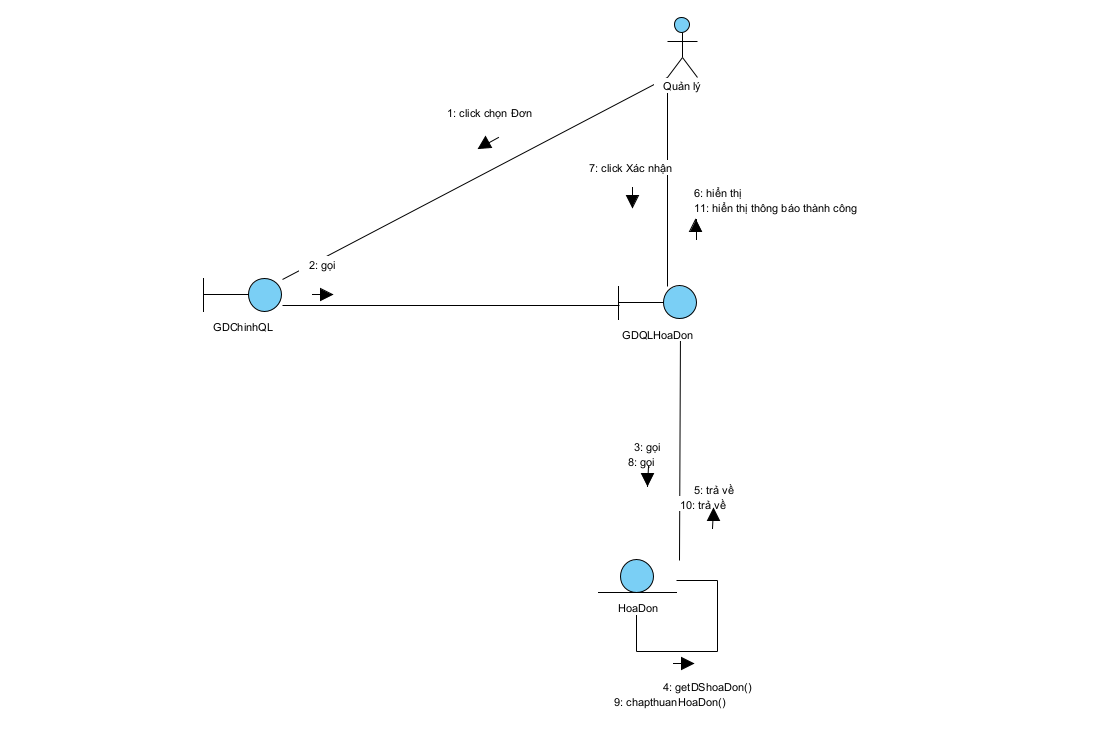 Quản lý
1: click chọn Đơn
7: click Xác nhận
6: hiển thị
11: hiển thị thông báo thành công
2: gọi
GDChinhQL
GDQLHoaDon
3: gọi
8: gọi
5: trả về
10: trả về
HoaDon
4: getDShoaDon()
9: chapthuanHoaDon()